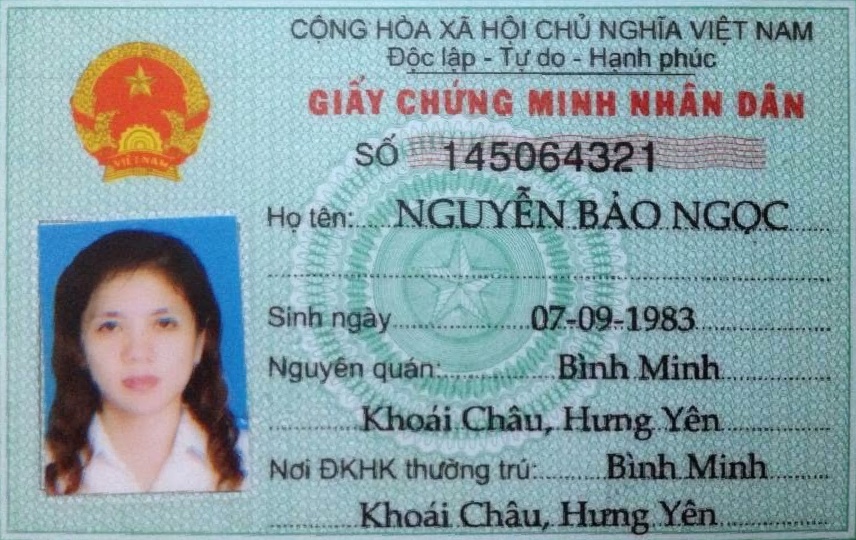 CỘNG HÒA XÃ HỘI CHỦ NGHĨA VIỆT NAM
Độc lập - Tự do - Hạnh phúc
GIẤY CHỨNG MINH NHÂN DÂN
SỐ 145064321
VIỆT NAM
Họ tên: NGUYỄN BẢO NGỌC
Sinh ngày 07-09-1983
Nguyên quán: Bình Minh
Khoái Châu, Hưng Yên
Nơi ĐKHK thường trú: Bình Minh
Khoái Châu, Hưng Yên